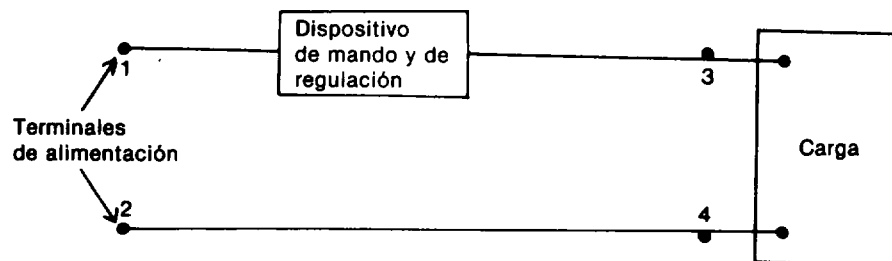 Dispositivo
de mando y de
regulación
1
3
Terminales
de alimentación
Carga
2
4